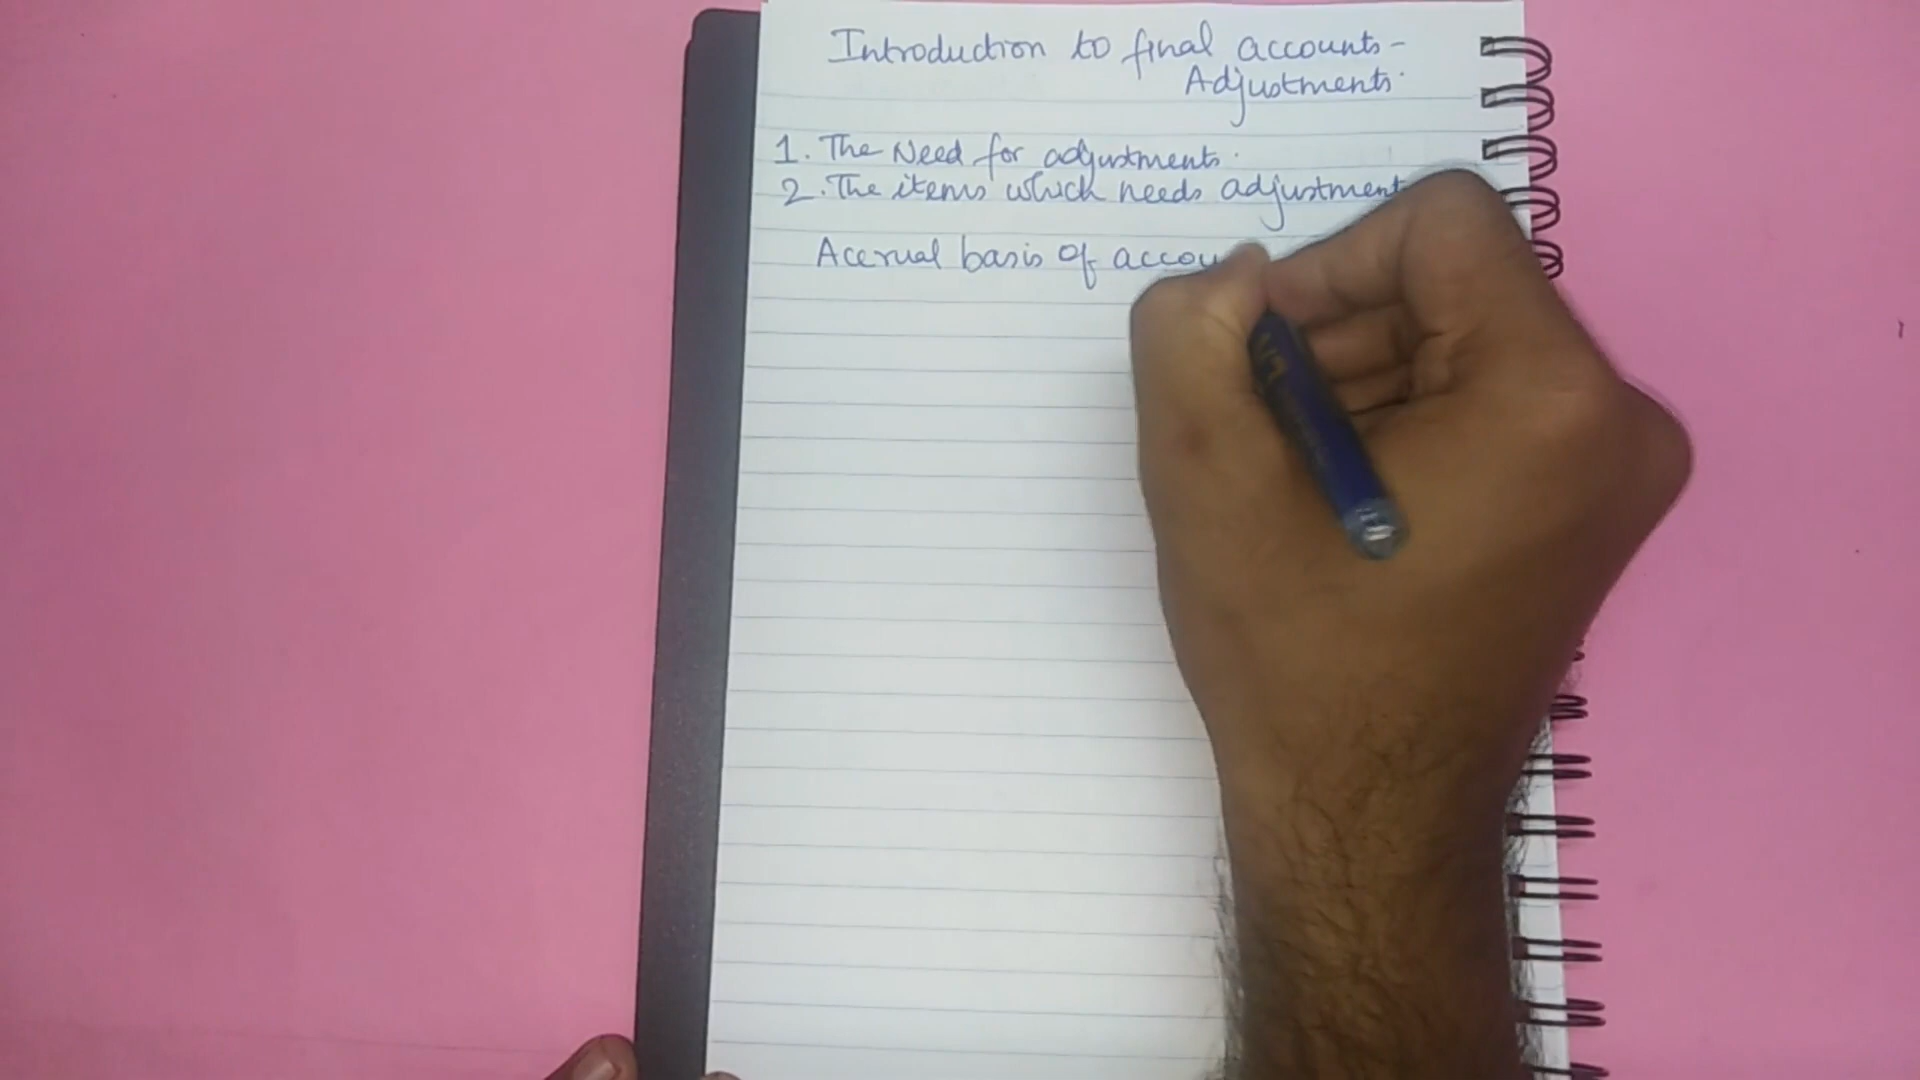 Introduction to final accounts -
Adjustments.
1. The Need for adjustments.
2. The items which needs adjustment
Accrual basis of accou
V7